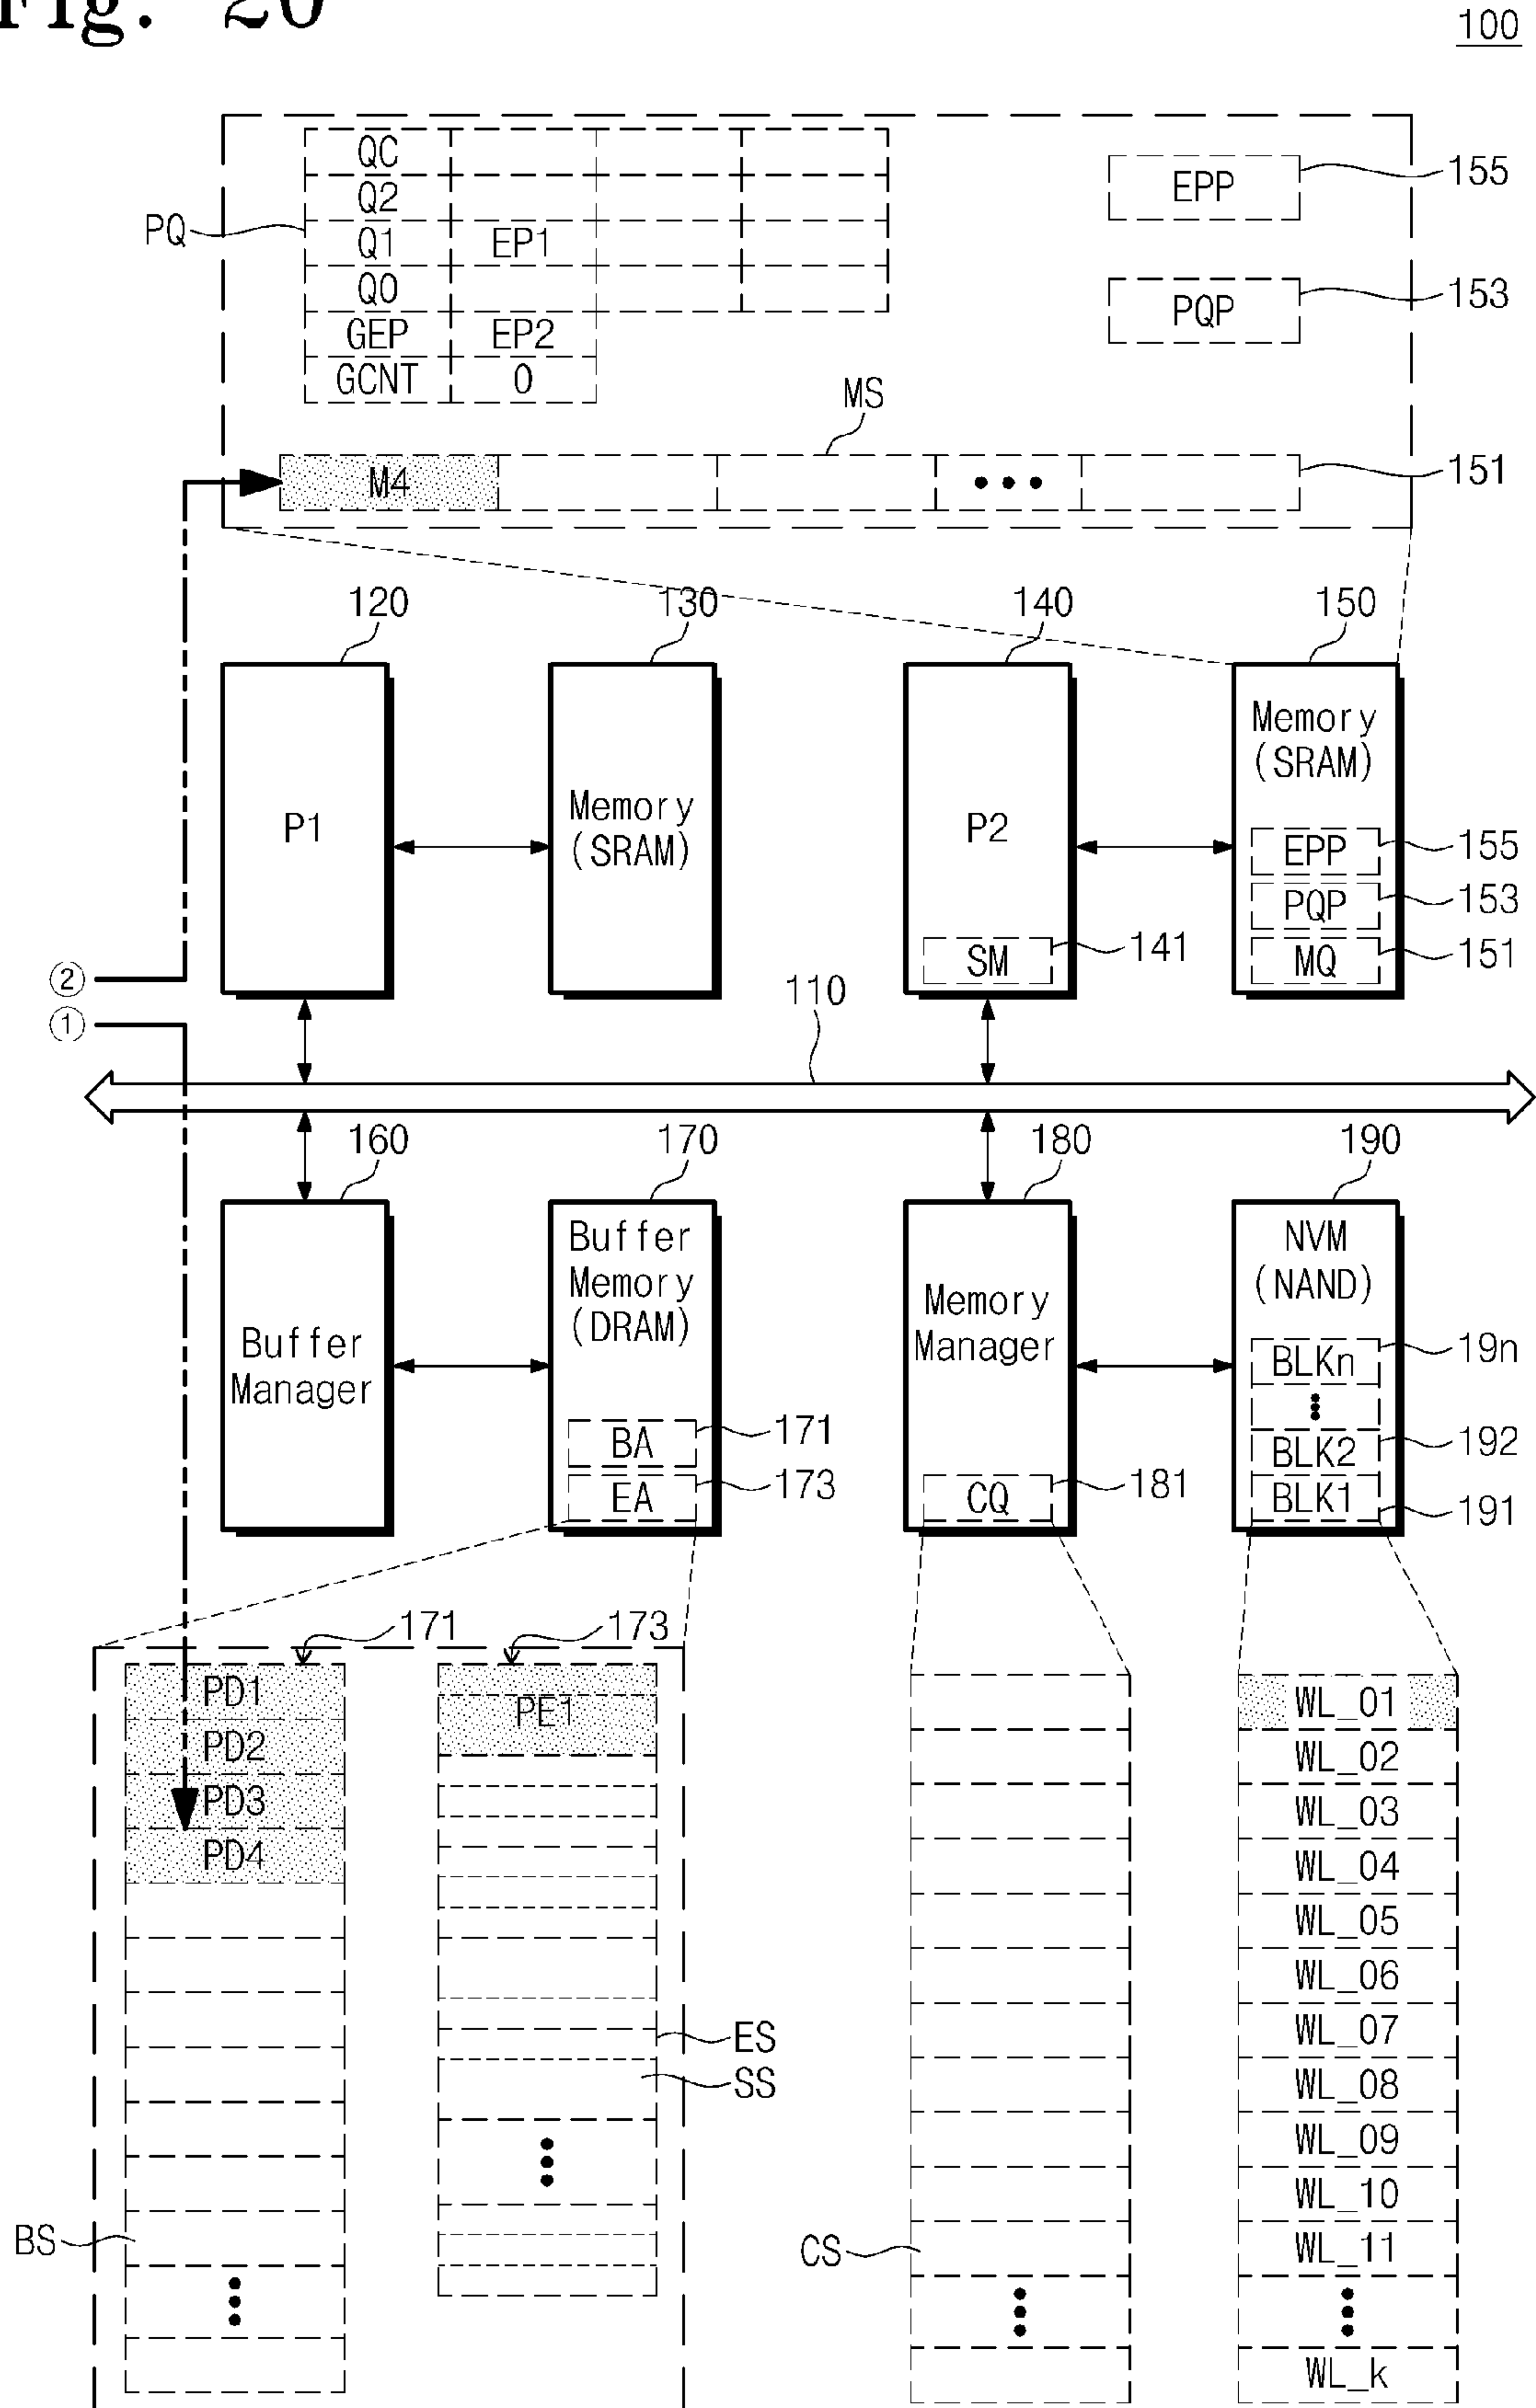 Fig. 20
100
QC
Q2
Q1 EP1
Q0
GEP EP2
GCNT 0
PQ
EPP 155
PQP 153
MS
M4 151
120 130 140 150
P1
Memory
(SRAM)
P2
SM 141
Memory
(SRAM)
EPP 155
PQP 153
MQ 151
②
①
110
160 170 180 190
Buffer
Manager
Buffer
Memory
(DRAM)
BA 171
EA 173
Memory
Manager
CQ 181
NVM
(NAND)
BLKn 19n
BLK2 192
BLK1 191
171 173
PD1
PD2
PD3
PD4
PE1
ES
SS
BS
CS
WL_01
WL_02
WL_03
WL_04
WL_05
WL_06
WL_07
WL_08
WL_09
WL_10
WL_11
WL_k